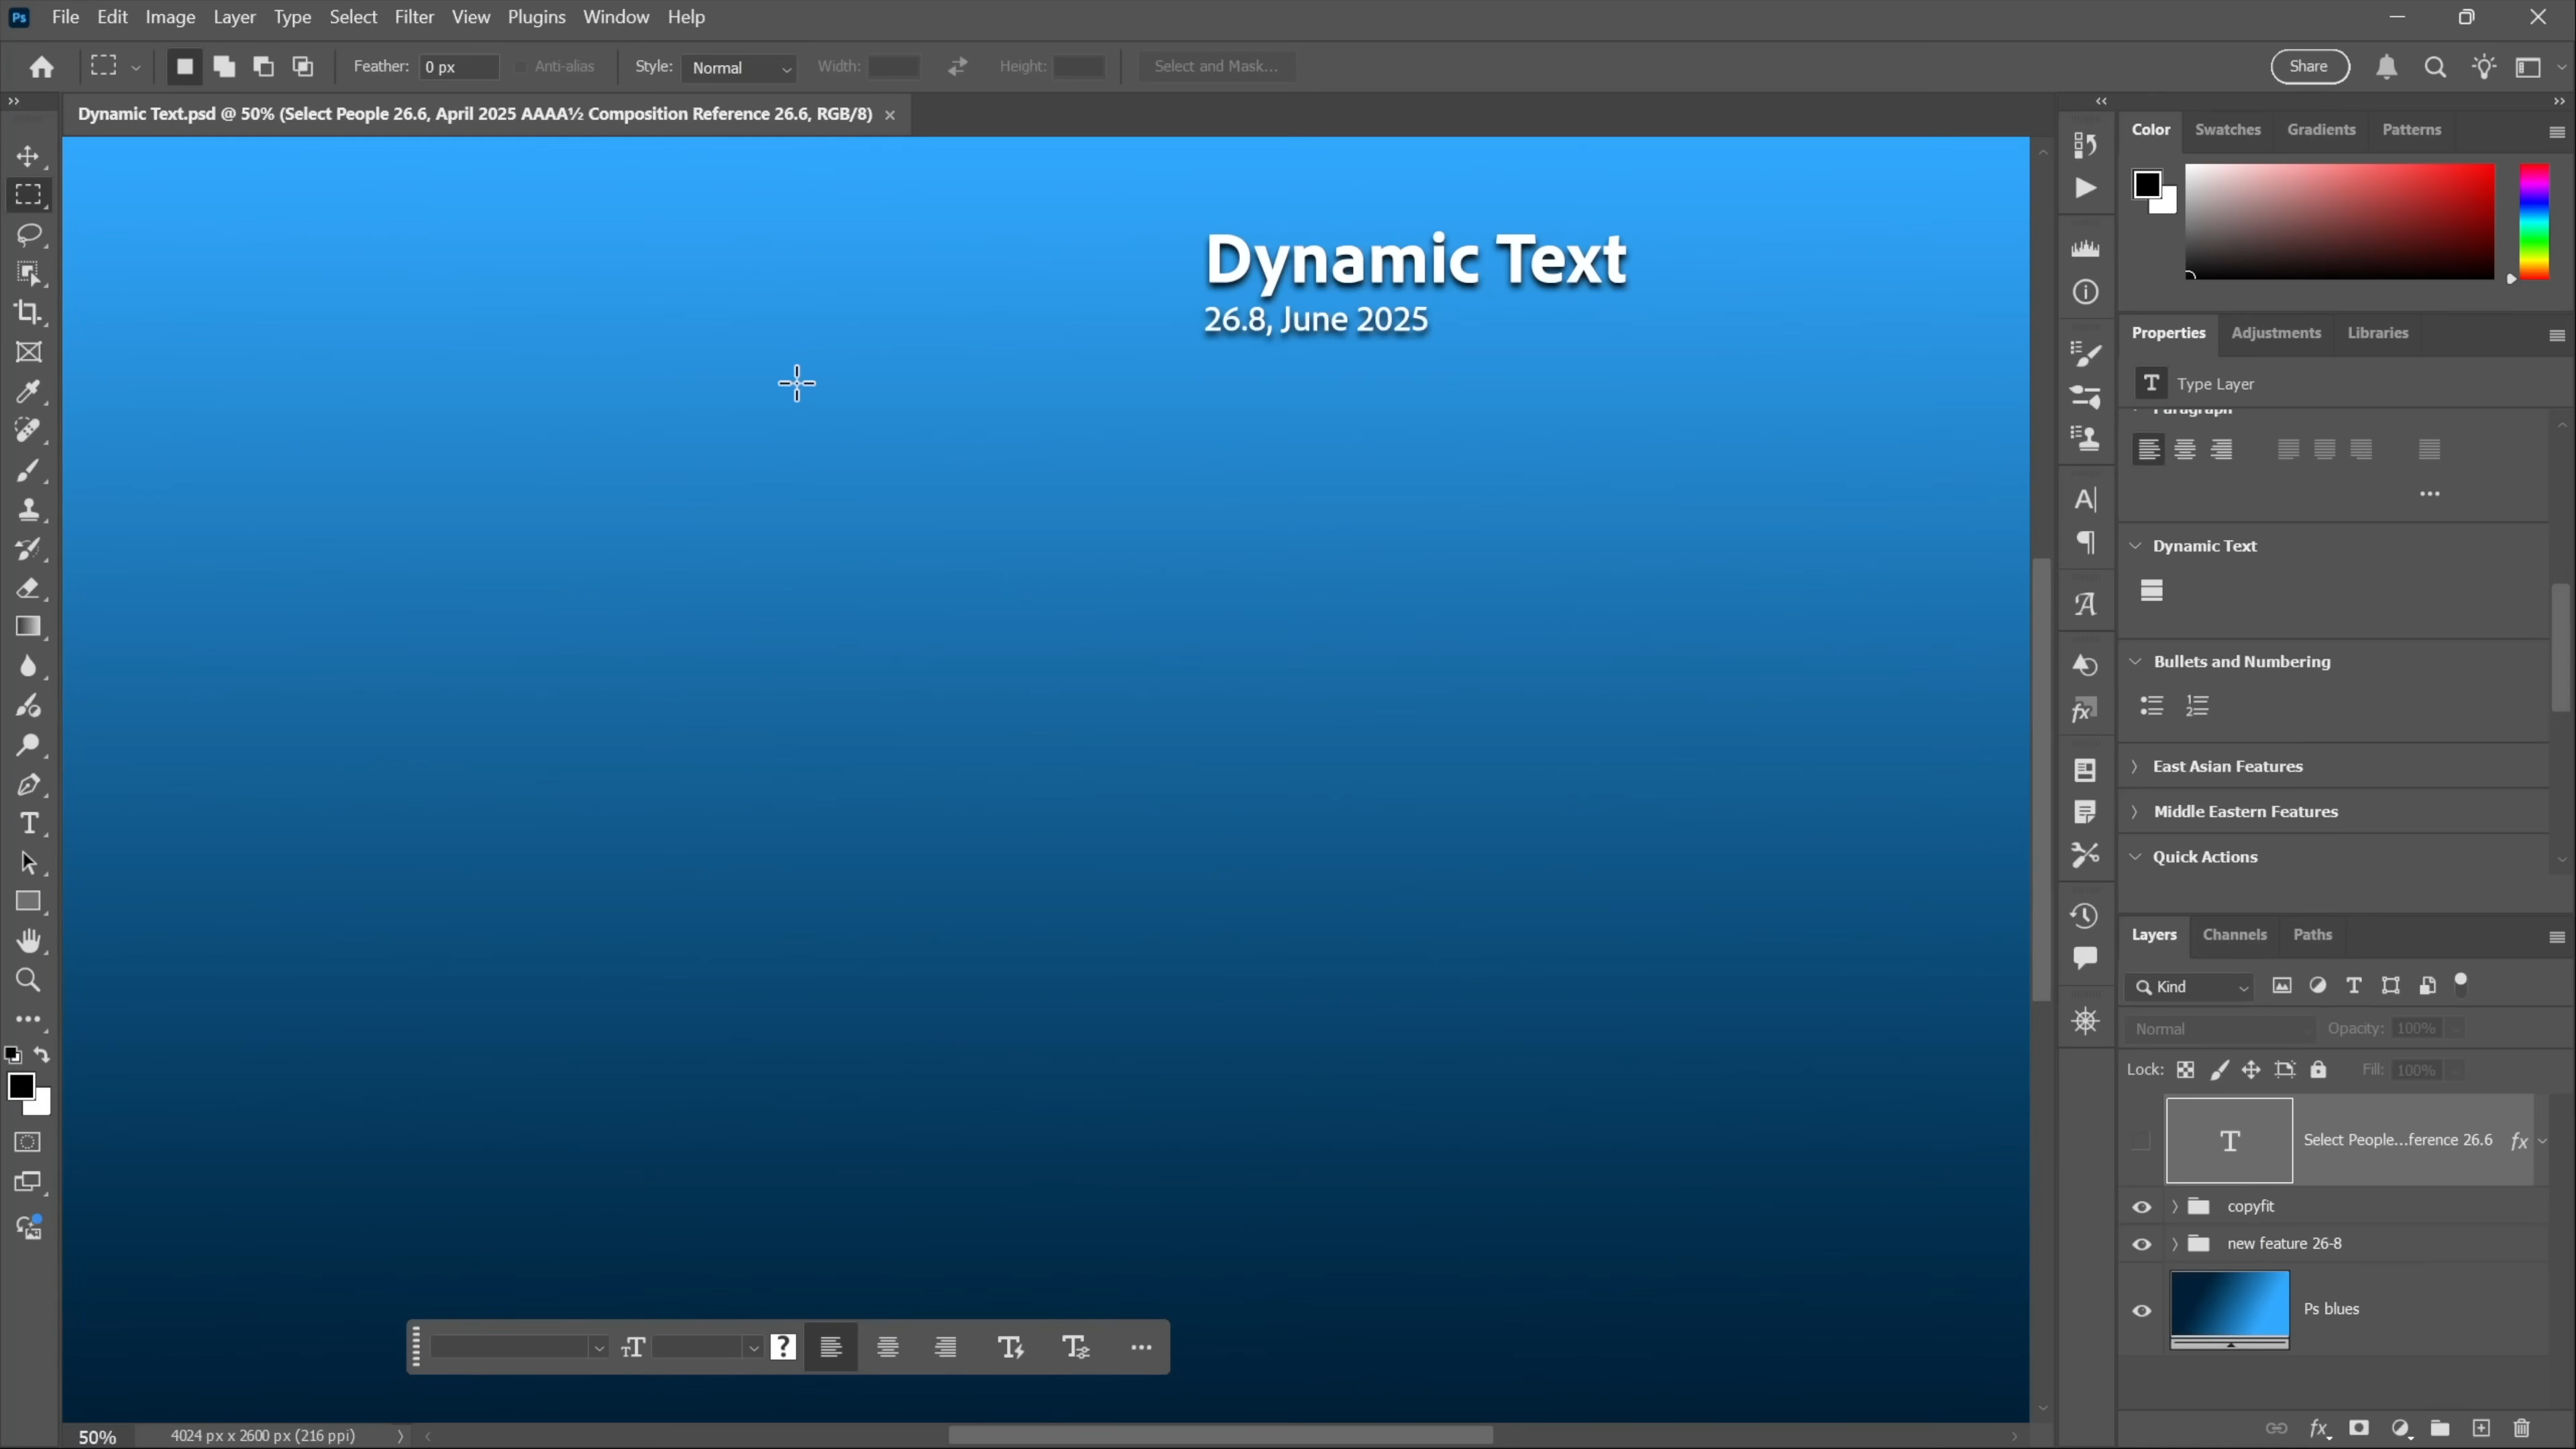 Ps File Edit Image Layer Type Select Filter View Plugins Window Help
Feather: 0 px Anti-alias Style: Normal Width: Height: Select and Mask... Share
Dynamic Text.psd @ 50% (Select People 26.6, April 2025 AAAA½ Composition Reference 26.6, RGB/8) ×
Color Swatches Gradients Patterns
Dynamic Text
26.8, June 2025
Properties Adjustments Libraries
T Type Layer
Paragraph
Dynamic Text
Bullets and Numbering
East Asian Features
Middle Eastern Features
Quick Actions
Layers Channels Paths
Kind
Normal Opacity: 100%
Lock: Fill: 100%
T Select People...ference 26.6 fx
copyfit
new feature 26-8
Ps blues
50% 4024 px x 2600 px (216 ppi)